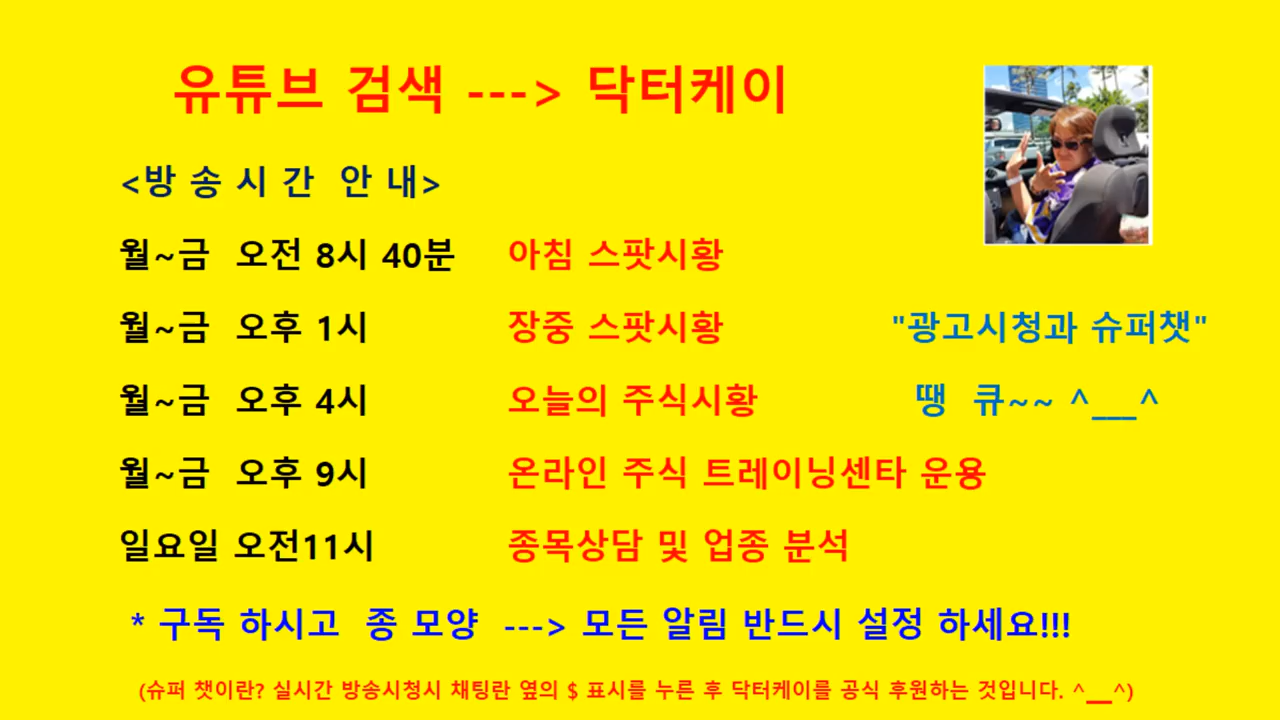 유튜브 검색 ---> 닥터케이
<방 송 시 간 안 내>
월~금 오전 8시 40분 아침 스팟시황
월~금 오후 1시 장중 스팟시황 "광고시청과 슈퍼챗"
월~금 오후 4시 오늘의 주식시황 땡 큐~~ ^___^
월~금 오후 9시 온라인 주식 트레이닝센타 운용
일요일 오전11시 종목상담 및 업종 분석
* 구독 하시고 종 모양 ---> 모든 알림 반드시 설정 하세요!!!
(슈퍼 챗이란? 실시간 방송시청시 채팅란 옆의 $ 표시를 누른 후 닥터케이를 공식 후원하는 것입니다. ^__^)